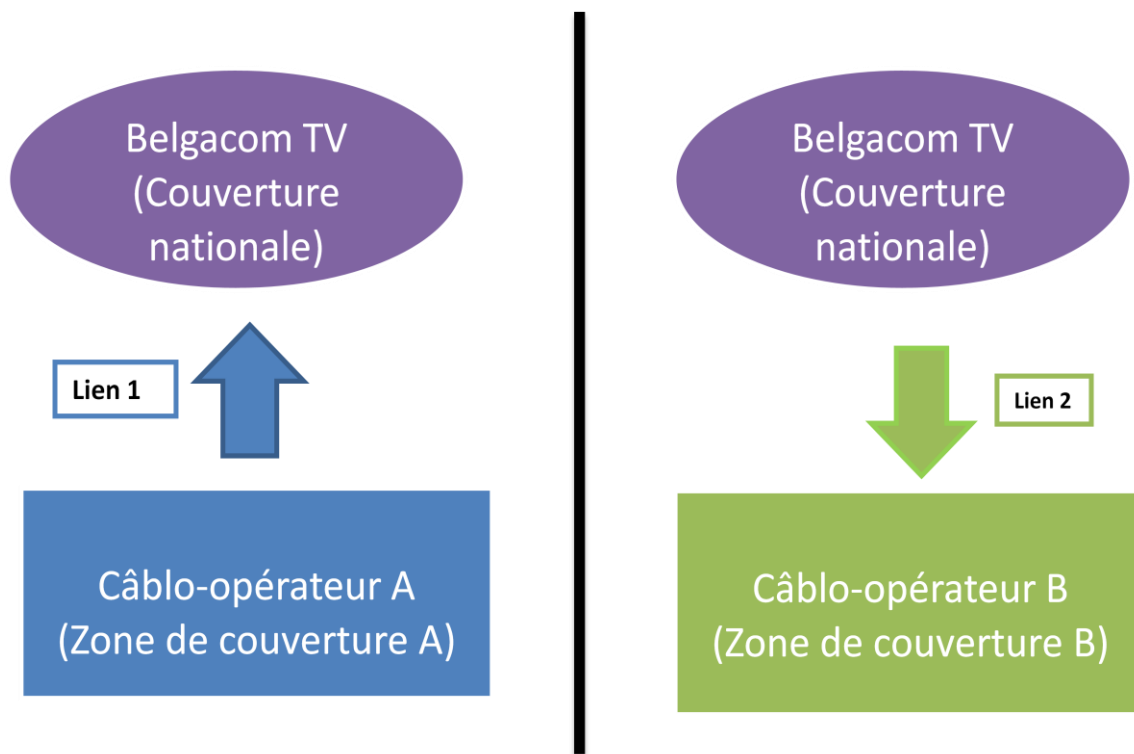 Belgacom TV
(Couverture
nationale)
Lien 1
Câblo-opérateur A
(Zone de couverture A)
Belgacom TV
(Couverture
nationale)
Lien 2
Câblo-opérateur B
(Zone de couverture B)